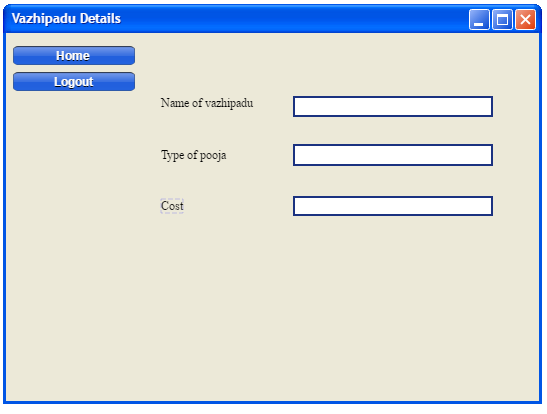 Vazhipadu Details
Home
Logout
Name of vazhipadu
Type of pooja
Cost